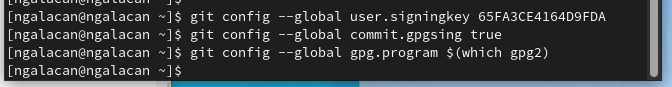 [ngalacan@ngalacan ~]$ git config --global user.signingkey 65FA3CE4164D9FDA
[ngalacan@ngalacan ~]$ git config --global commit.gpgsing true
[ngalacan@ngalacan ~]$ git config --global gpg.program $(which gpg2)
[ngalacan@ngalacan ~]$